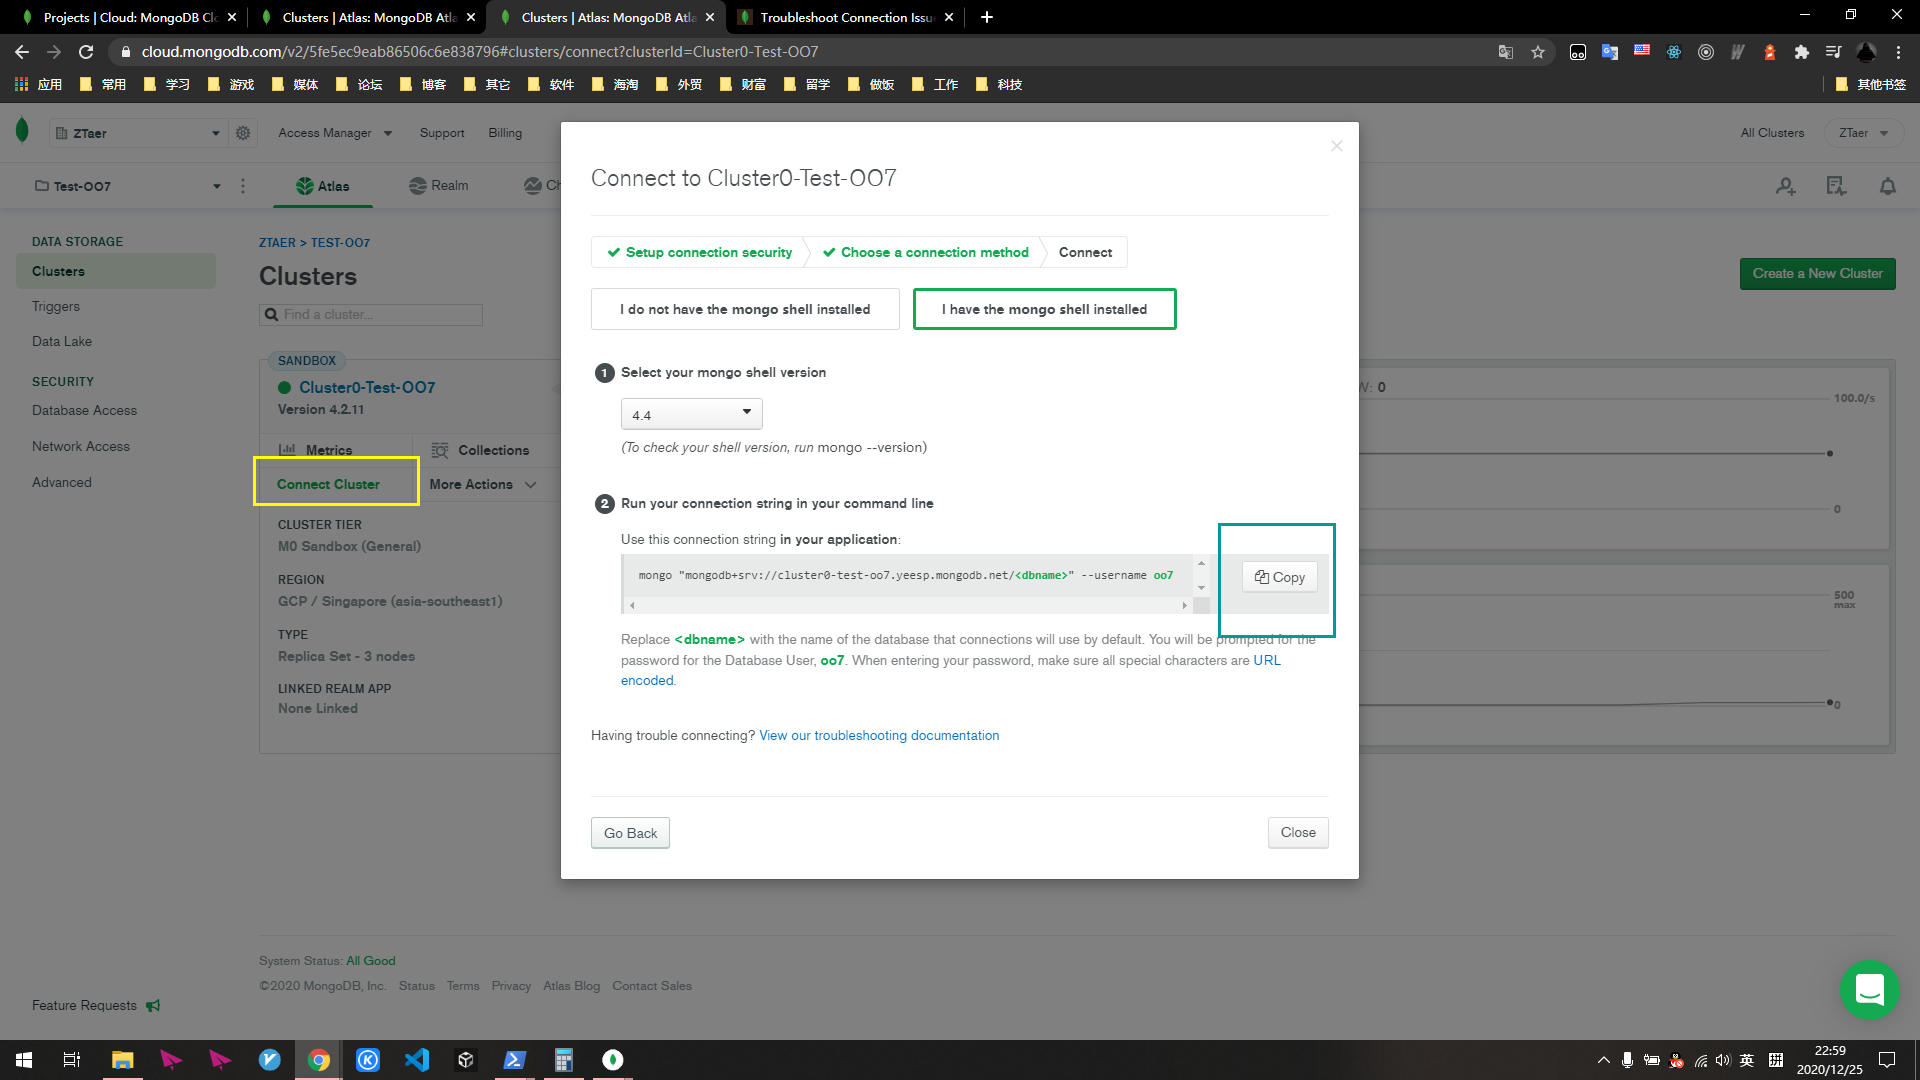 Projects | Cloud: MongoDB Cl
Clusters | Atlas: MongoDB Atla
Clusters | Atlas: MongoDB Atla
Troubleshoot Connection Issu
cloud.mongodb.com/v2/5fe5ec9eab86506c6e838796#clusters/connect?clusterId=Cluster0-Test-OO7
应用 常用 学习 游戏 媒体 论坛 博客 其它 软件 海淘 外贸 财富 留学 做饭 工作 科技 其他书签
ZTaer
Access Manager
Support
Billing
All Clusters
ZTaer
Test-OO7
Atlas
Realm
Ch
DATA STORAGE
Clusters
Triggers
Data Lake
SECURITY
Database Access
Network Access
Advanced
Feature Requests
ZTAER > TEST-OO7
Clusters
Create a New Cluster
Find a cluster...
SANDBOX
Cluster0-Test-OO7
Version 4.2.11
Metrics
Collections
Connect Cluster
More Actions
CLUSTER TIER
M0 Sandbox (General)
REGION
GCP / Singapore (asia-southeast1)
TYPE
Replica Set - 3 nodes
LINKED REALM APP
None Linked
W: 0
100.0/s
0
500
max
0
Connect to Cluster0-Test-OO7
Setup connection security
Choose a connection method
Connect
I do not have the mongo shell installed
I have the mongo shell installed
1 Select your mongo shell version
4.4
(To check your shell version, run mongo --version)
2 Run your connection string in your command line
Use this connection string in your application:
mongo "mongodb+srv://cluster0-test-oo7.yeesp.mongodb.net/<dbname>" --username oo7
Copy
Replace <dbname> with the name of the database that connections will use by default. You will be prompted for the
password for the Database User, oo7. When entering your password, make sure all special characters are URL
encoded.
Having trouble connecting? View our troubleshooting documentation
Go Back
Close
System Status: All Good
©2020 MongoDB, Inc. Status Terms Privacy Atlas Blog Contact Sales
英
拼
22:59
2020/12/25